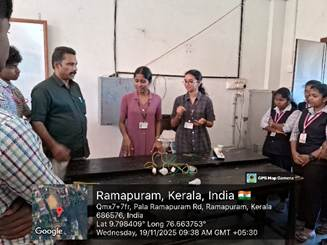 GPS Map Camera
Ramapuram, Kerala, India 🇮🇳
Qmx7+7fr, Pala Ramapuram Rd, Ramapuram, Kerala
686576, India
Lat 9.798409° Long 76.663753°
Wednesday, 19/11/2025 09:38 AM GMT +05:30
Google